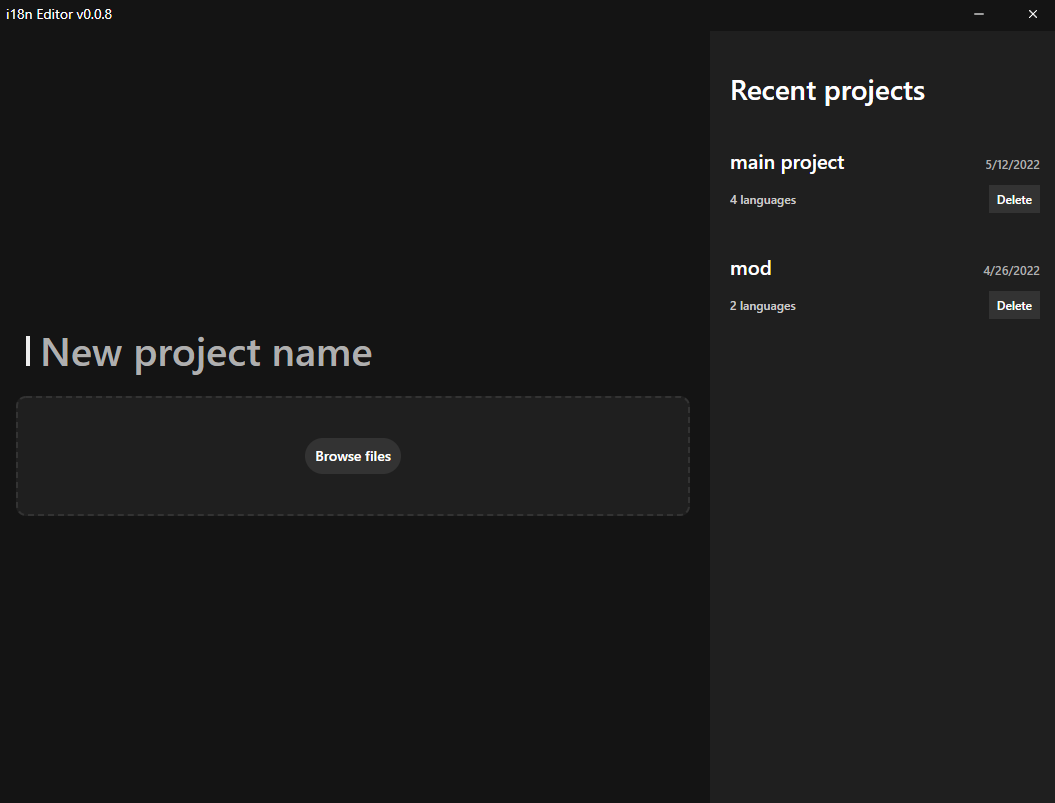 i18n Editor v0.0.8
New project name
Browse files
Recent projects
main project
5/12/2022
4 languages
Delete
mod
4/26/2022
2 languages
Delete